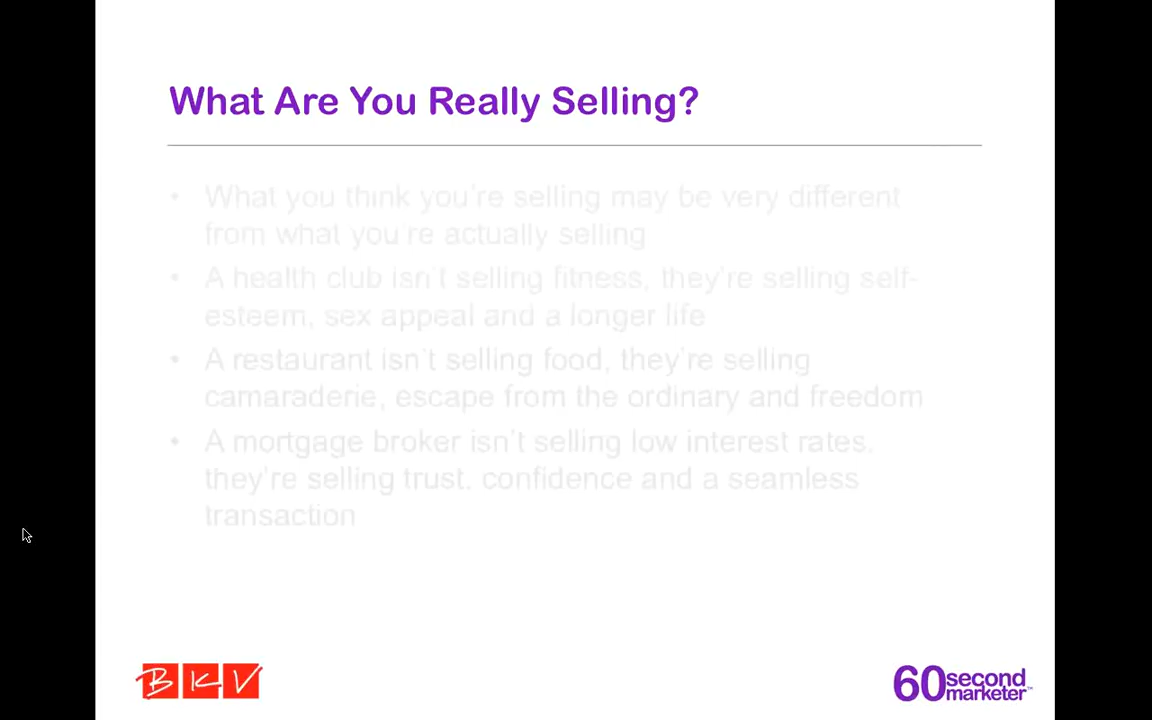 What Are You Really Selling?
• What you think you're selling may be very different
from what you're actually selling
• A health club isn't selling fitness, they're selling self-
esteem, sex appeal and a longer life
• A restaurant isn't selling food, they're selling
camaraderie, escape from the ordinary and freedom
• A mortgage broker isn't selling low interest rates,
they're selling trust, confidence and a seamless
transaction
BKV
60 second
marketer™